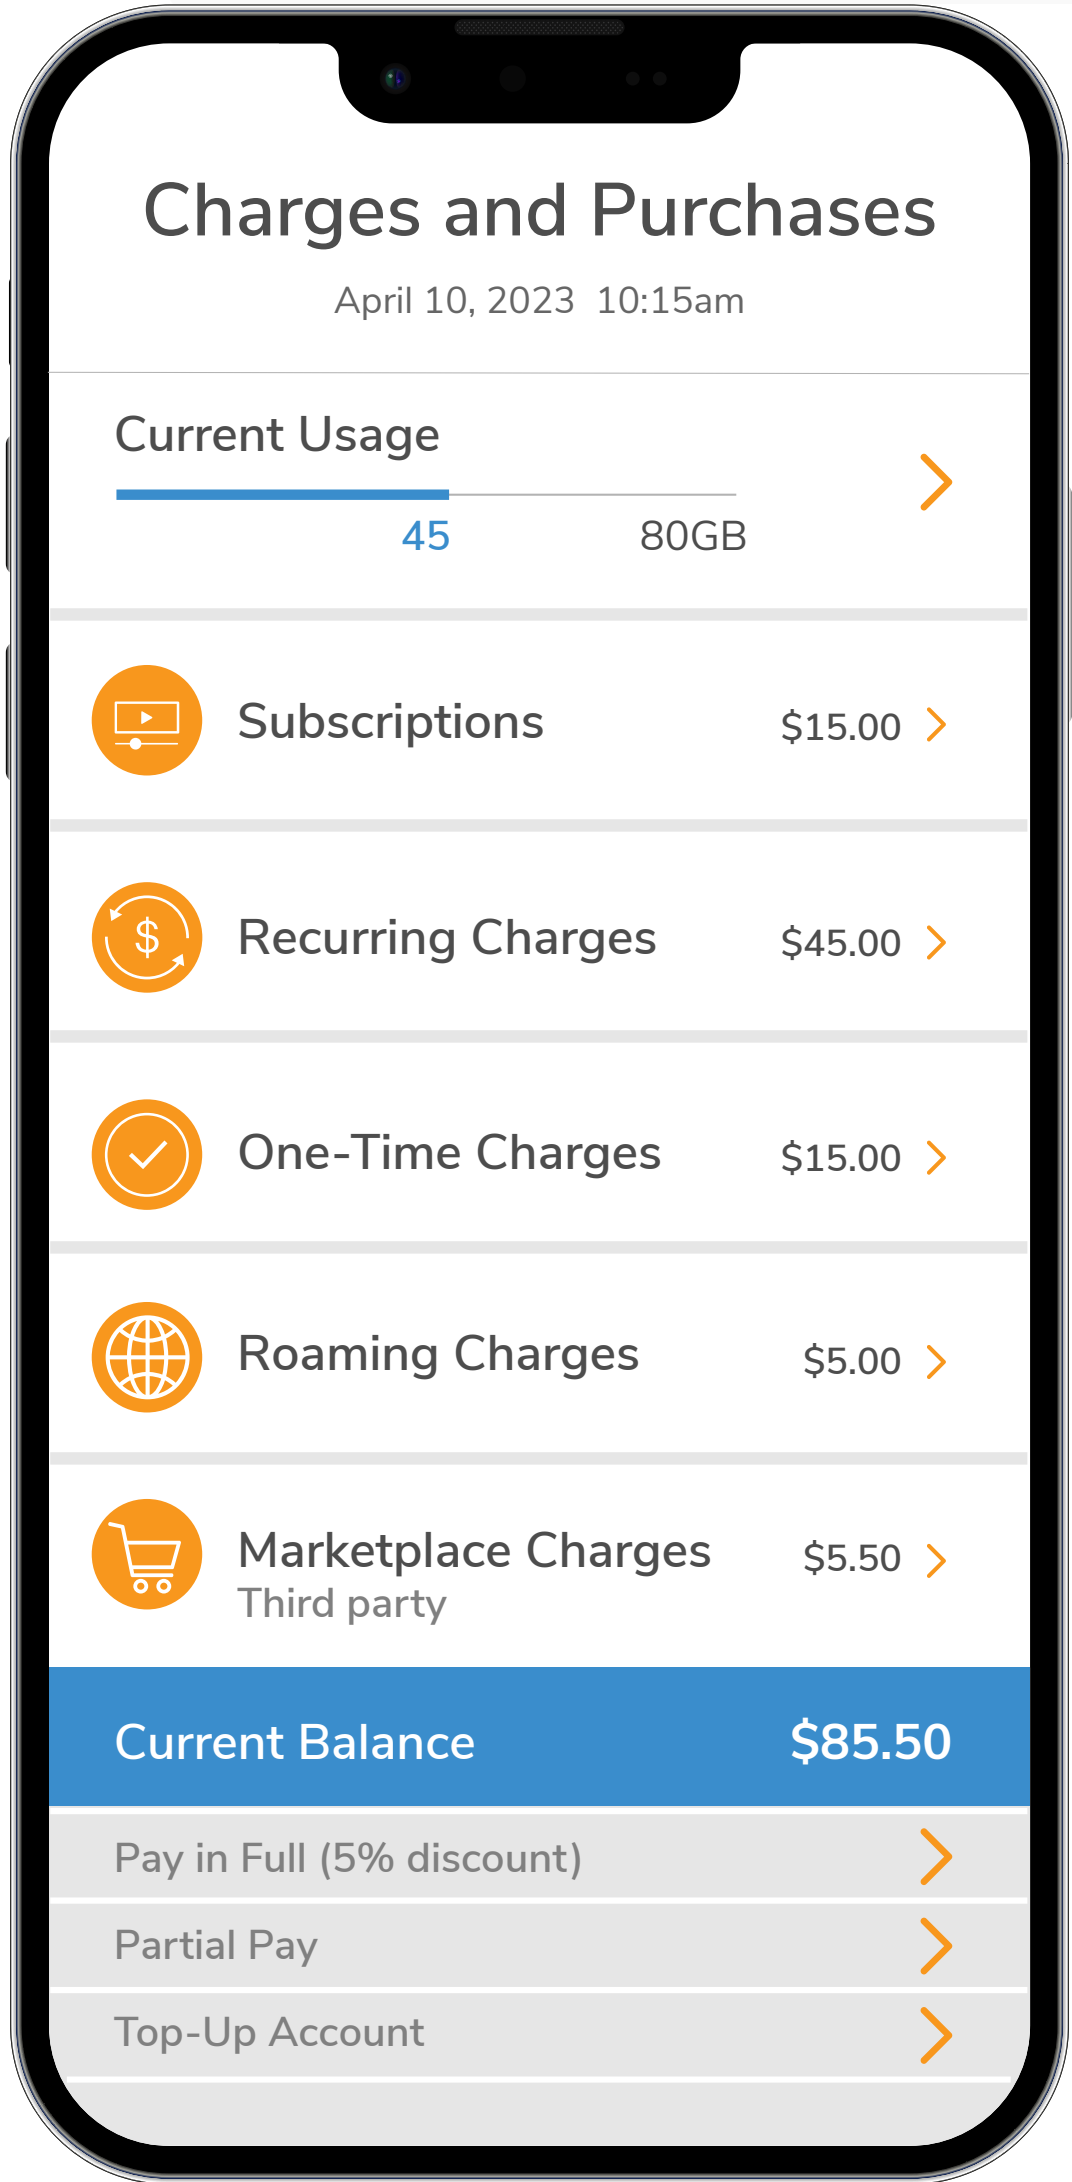 Charges and Purchases
April 10, 2023  10:15am
Current Usage
45 80GB
Subscriptions $15.00
$
Recurring Charges $45.00
One-Time Charges $15.00
Roaming Charges $5.00
Marketplace Charges $5.50
Third party
Current Balance $85.50
Pay in Full (5% discount)
Partial Pay
Top-Up Account